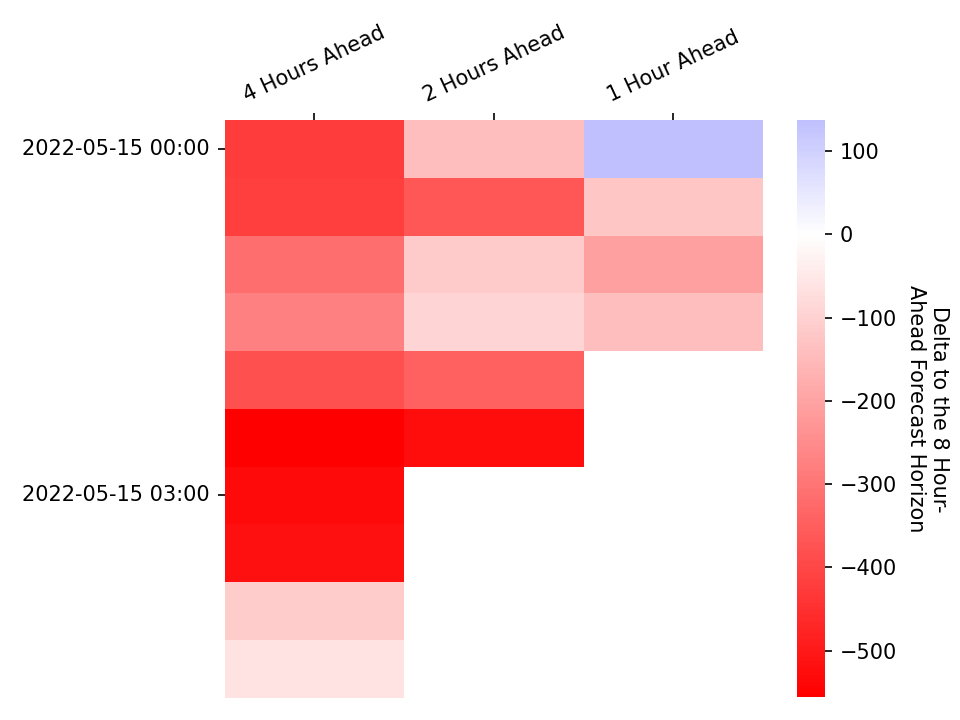 4 Hours Ahead
2 Hours Ahead
1 Hour Ahead
2022-05-15 00:00
2022-05-15 03:00
100
0
−100
−200
−300
−400
−500
Delta to the 8 Hour-
Ahead Forecast Horizon